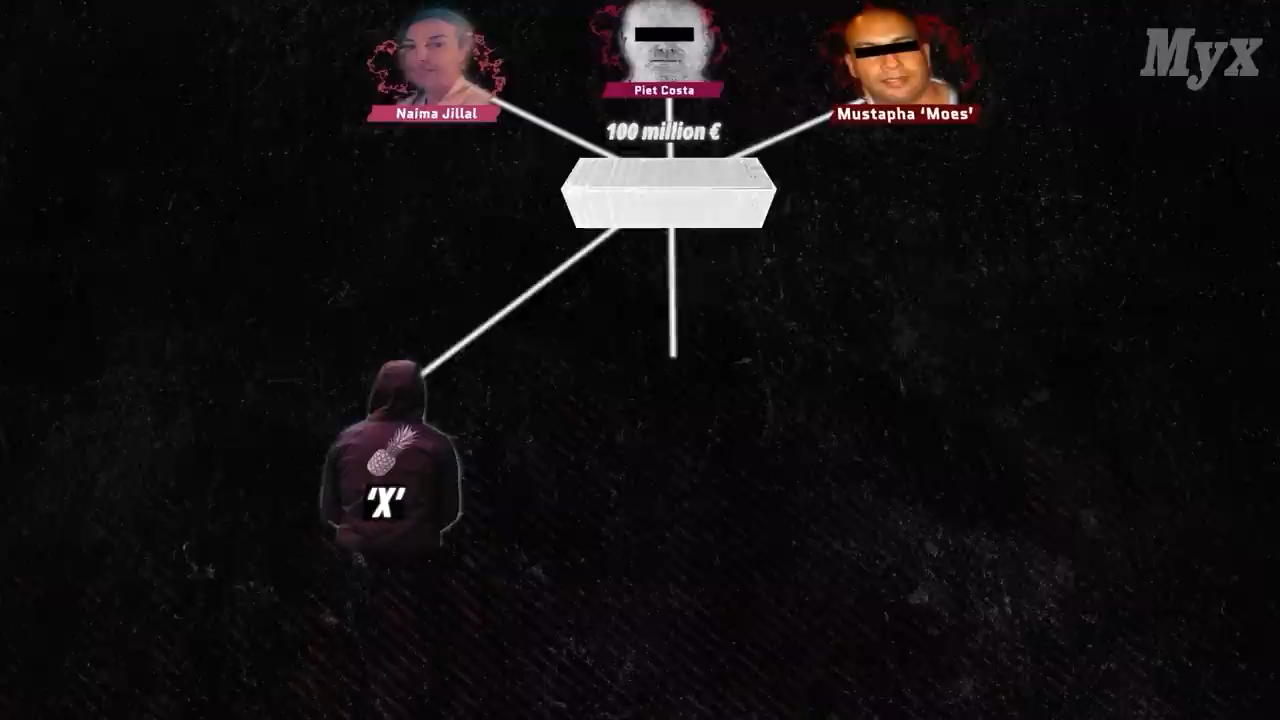 Myx
Naima Jillal
Piet Costa
Mustapha ‘Moes’
100 million €
‘X’